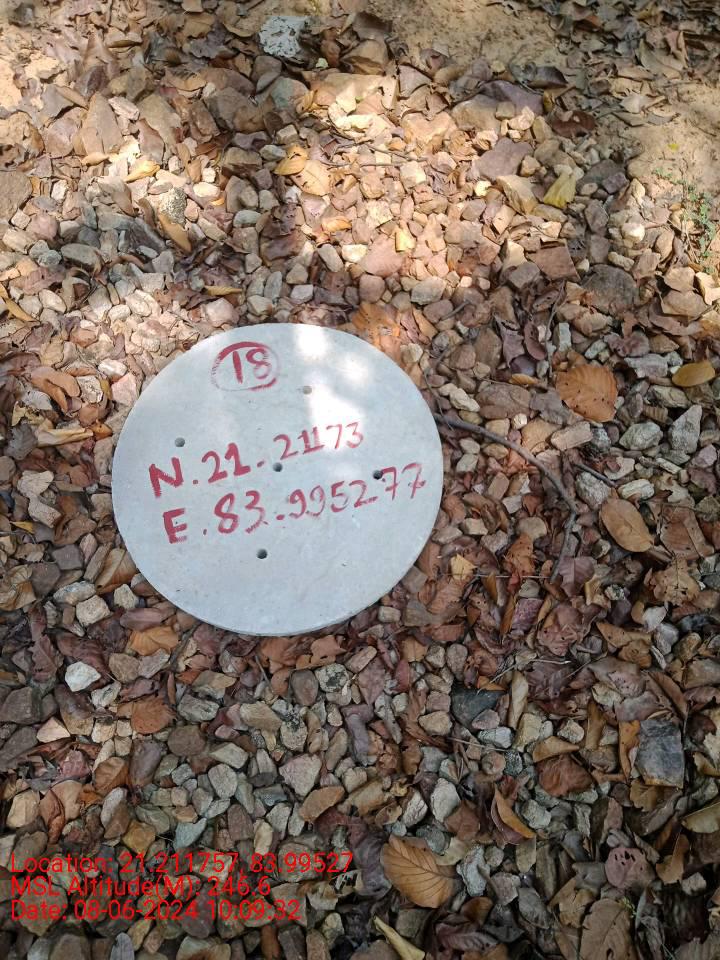 18
N.21.21173
E.83.995277
Location: 21.211757, 83.99527
MSL Altitude(M): 246.6
Date: 08-06-2024 10:09:32